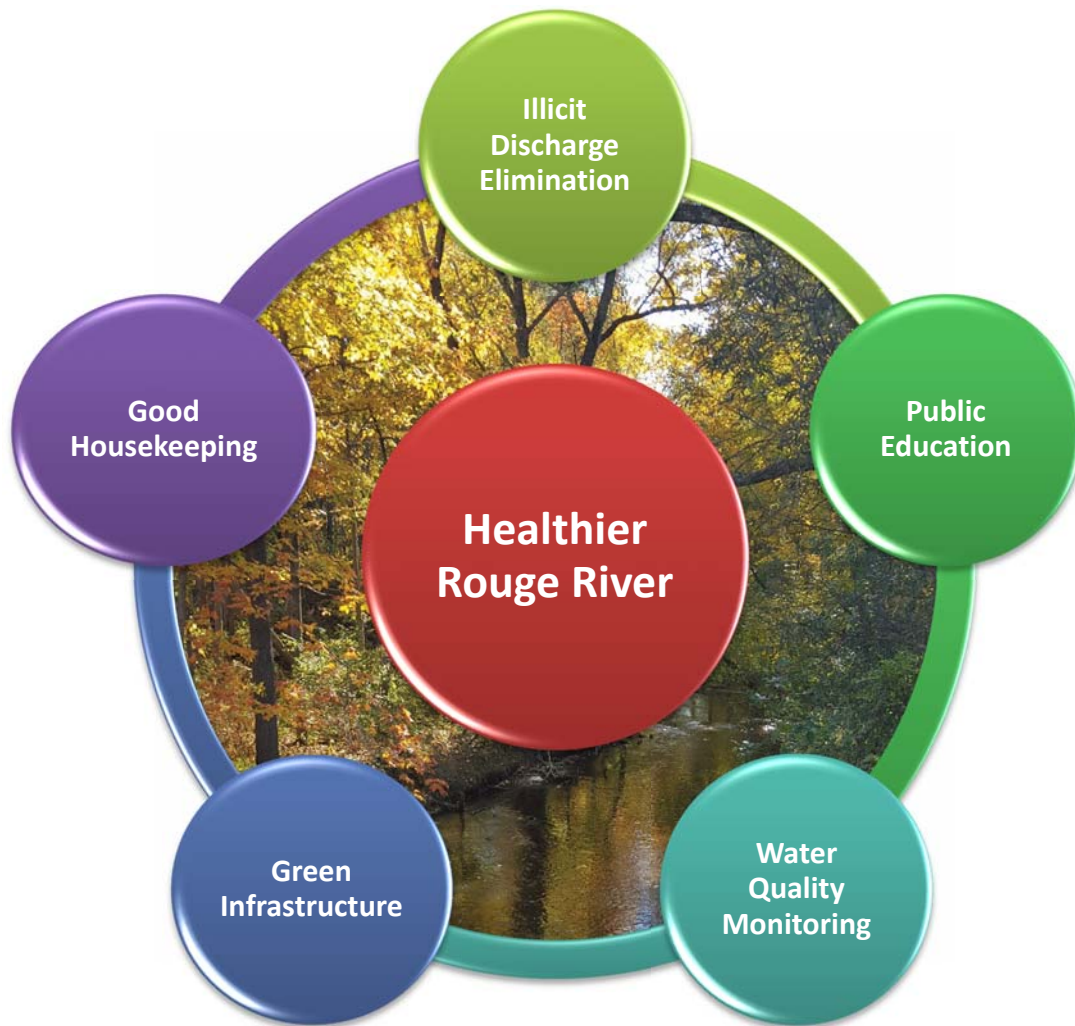 Illicit
Discharge
Elimination
Good
Housekeeping
Public
Education
Healthier
Rouge River
Green
Infrastructure
Water
Quality
Monitoring